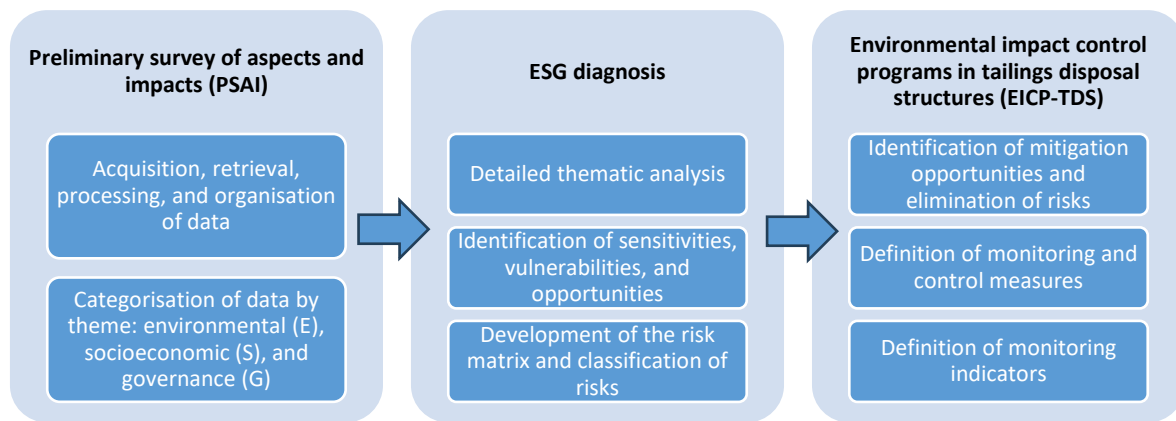 Preliminary survey of aspects and
impacts (PSAI)
Acquisition, retrieval,
processing, and organisation
of data
Categorisation of data by
theme: environmental (E),
socioeconomic (S), and
governance (G)
ESG diagnosis
Detailed thematic analysis
Identification of sensitivities,
vulnerabilities, and
opportunities
Development of the risk
matrix and classification of
risks
Environmental impact control
programs in tailings disposal
structures (EICP-TDS)
Identification of mitigation
opportunities and
elimination of risks
Definition of monitoring and
control measures
Definition of monitoring
indicators